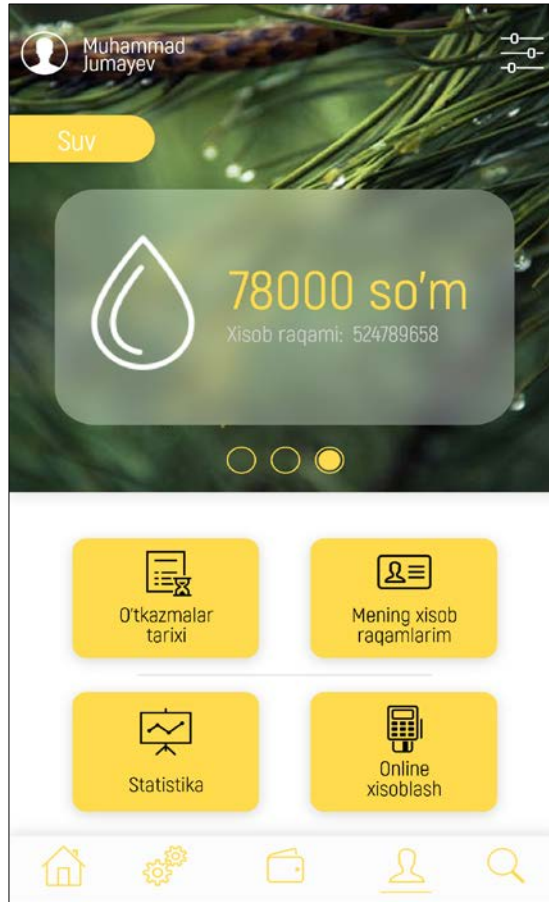 Muhammad
Jumayev
Suv
78000 so'm
Xisob raqami: 524789658
O'tkazmalar
tarixi
Mening xisob
raqamlarim
Statistika
Online
xisoblash